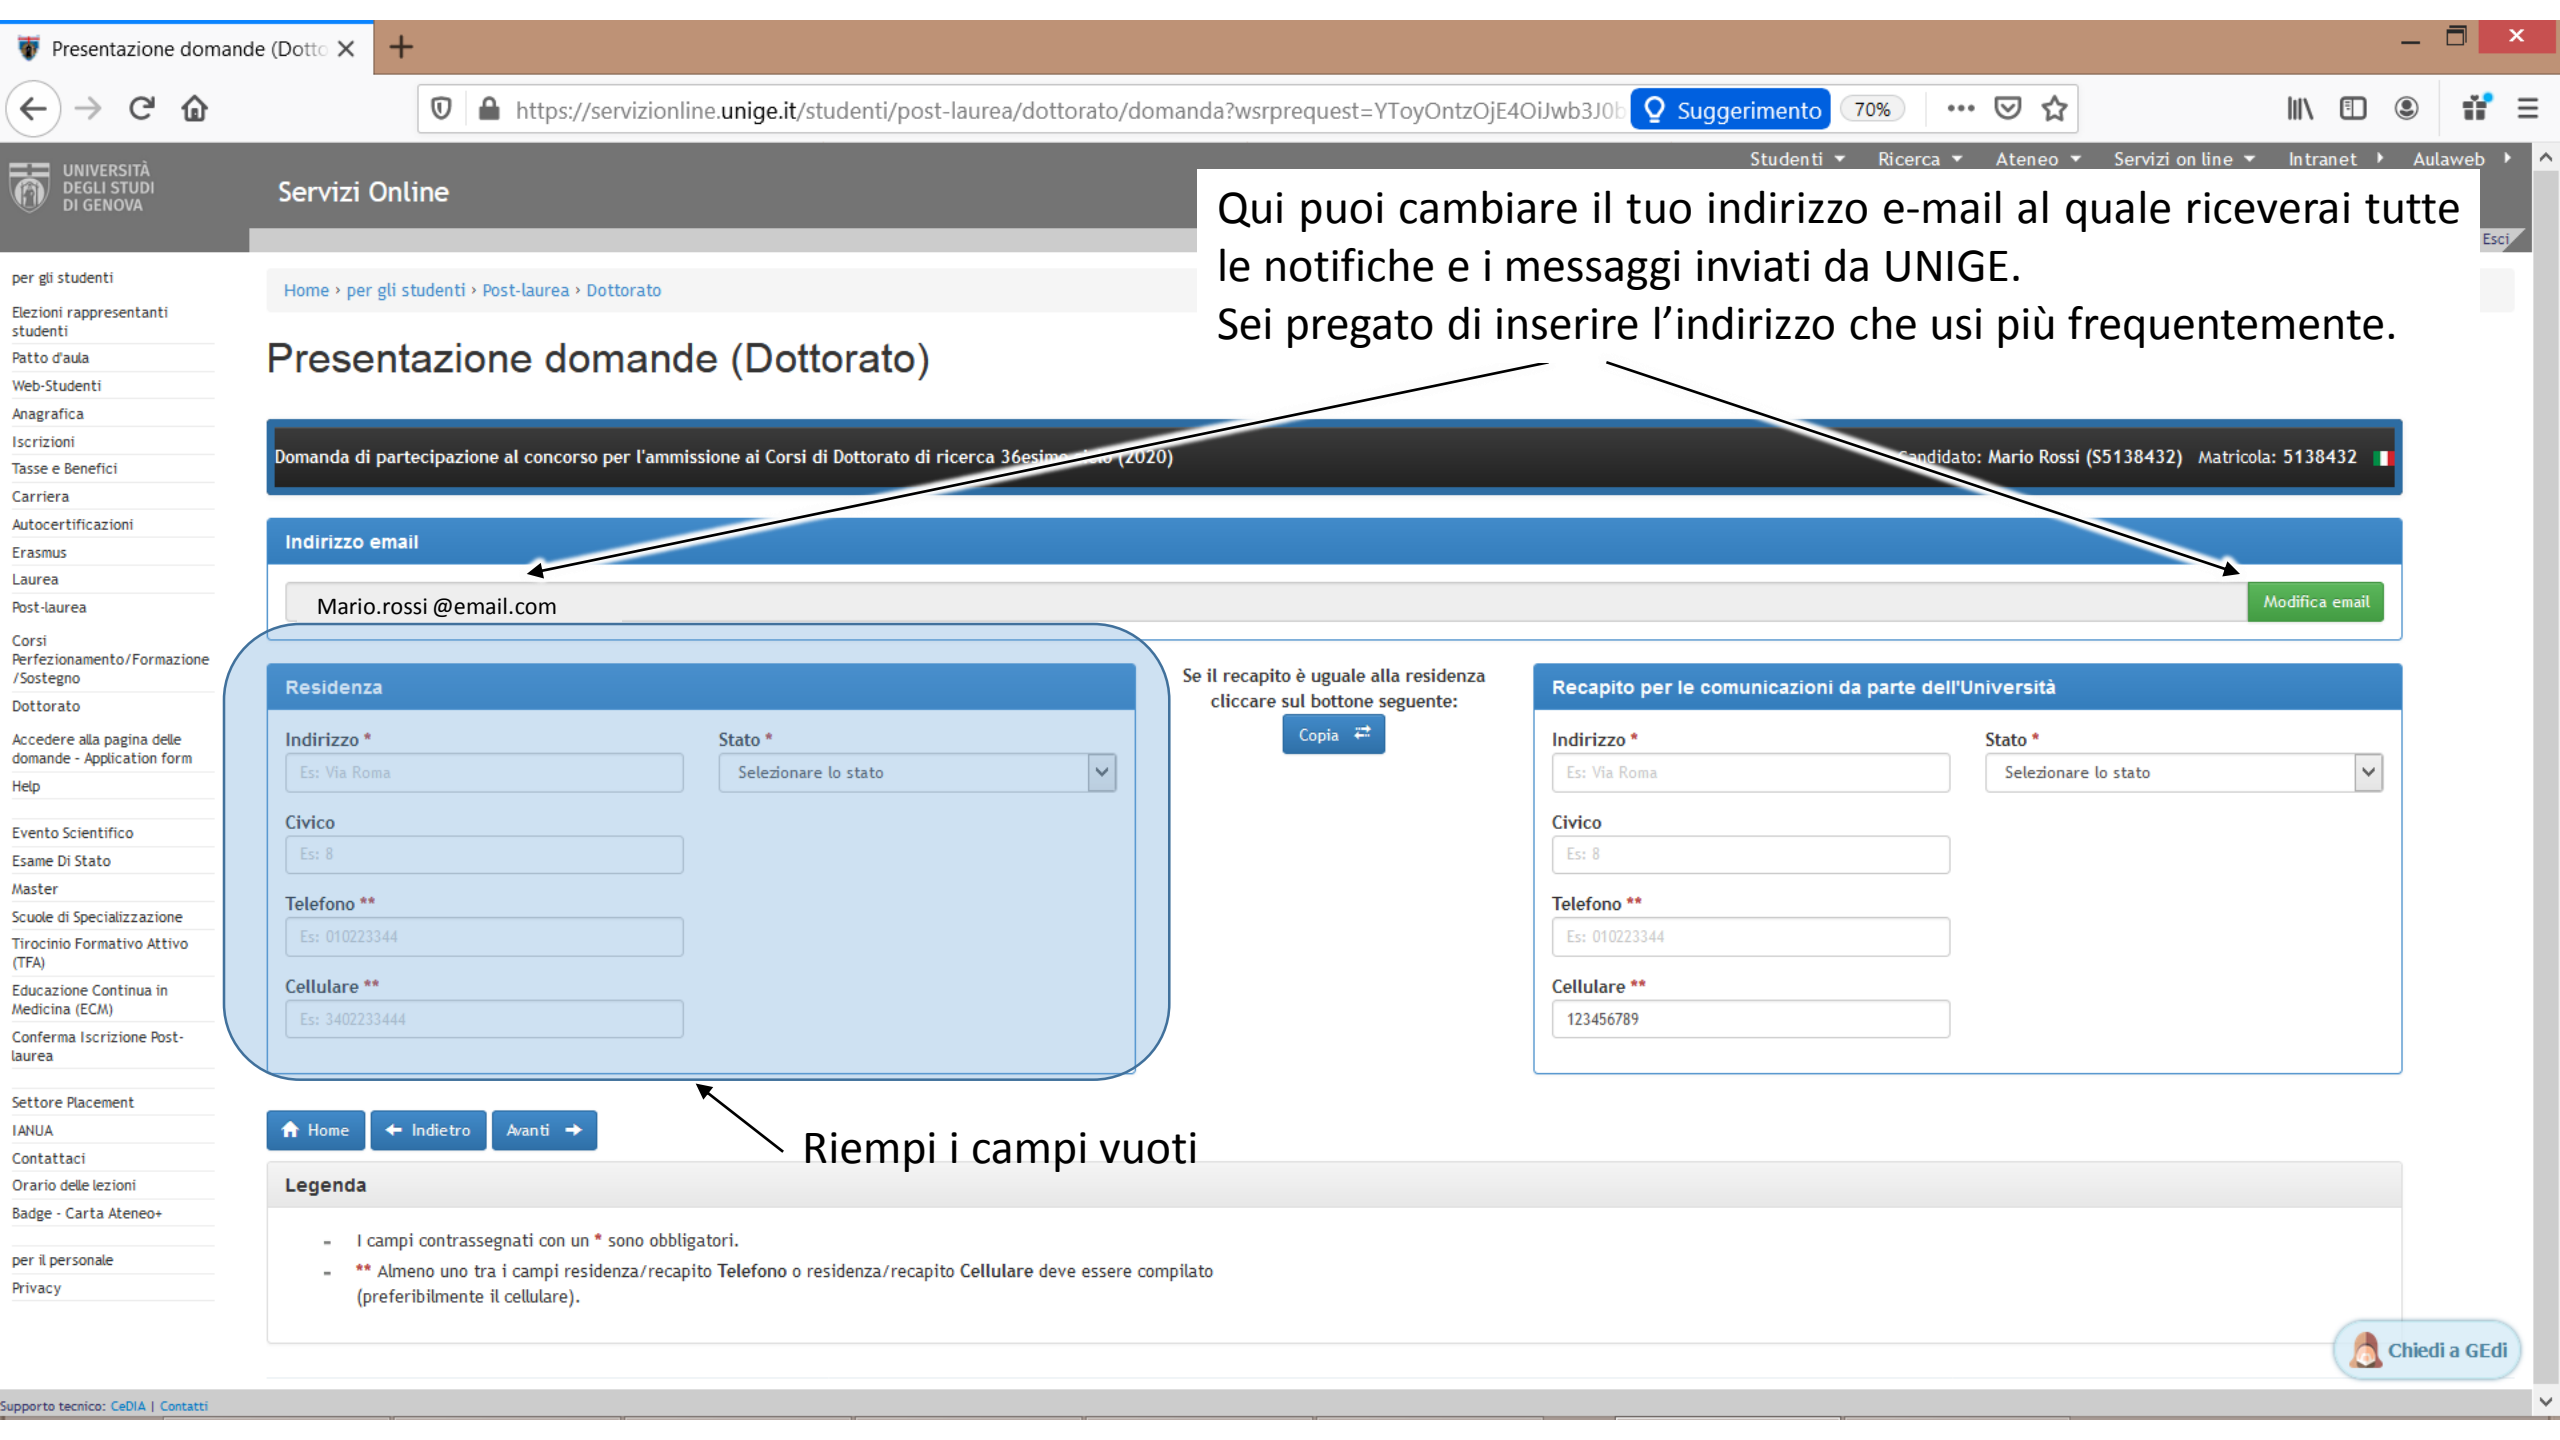 Presentazione domande (Dotto
https://servizionline.unige.it/studenti/post-laurea/dottorato/domanda?wsrprequest=YToyOntzOjE4OiJwb3J0b
Suggerimento
70%
UNIVERSITÀ
DEGLI STUDI
DI GENOVA
Servizi Online
Studenti Ricerca Ateneo Servizi on line Intranet Aulaweb
Esci
Qui puoi cambiare il tuo indirizzo e-mail al quale riceverai tutte
le notifiche e i messaggi inviati da UNIGE.
Sei pregato di inserire l’indirizzo che usi più frequentemente.
per gli studenti
Elezioni rappresentanti
studenti
Patto d'aula
Web-Studenti
Anagrafica
Iscrizioni
Tasse e Benefici
Carriera
Autocertificazioni
Erasmus
Laurea
Post-laurea
Corsi
Perfezionamento/Formazione
/Sostegno
Dottorato
Accedere alla pagina delle
domande - Application form
Help
Evento Scientifico
Esame Di Stato
Master
Scuole di Specializzazione
Tirocinio Formativo Attivo
(TFA)
Educazione Continua in
Medicina (ECM)
Conferma Iscrizione Post-
laurea
Settore Placement
IANUA
Contattaci
Orario delle lezioni
Badge - Carta Ateneo+
per il personale
Privacy
Home › per gli studenti › Post-laurea › Dottorato
Presentazione domande (Dottorato)
Domanda di partecipazione al concorso per l'ammissione ai Corsi di Dottorato di ricerca 36esimo (2020)
Mario Rossi (S5138432) Matricola: 5138432
Indirizzo email
Mario.rossi @email.com
Modifica email
Residenza
Indirizzo *
Es: Via Roma
Stato *
Selezionare lo stato
Civico
Es: 8
Telefono **
Es: 010223344
Cellulare **
Es: 3402233444
Se il recapito è uguale alla residenza
cliccare sul bottone seguente:
Copia
Recapito per le comunicazioni da parte dell'Università
Indirizzo *
Es: Via Roma
Stato *
Selezionare lo stato
Civico
Es: 8
Telefono **
Es: 010223344
Cellulare **
123456789
Home Indietro Avanti
Riempi i campi vuoti
Legenda
- I campi contrassegnati con un * sono obbligatori.
- ** Almeno uno tra i campi residenza/recapito Telefono o residenza/recapito Cellulare deve essere compilato
(preferibilmente il cellulare).
Chiedi a GEdi
Supporto tecnico: CeDIA | Contatti